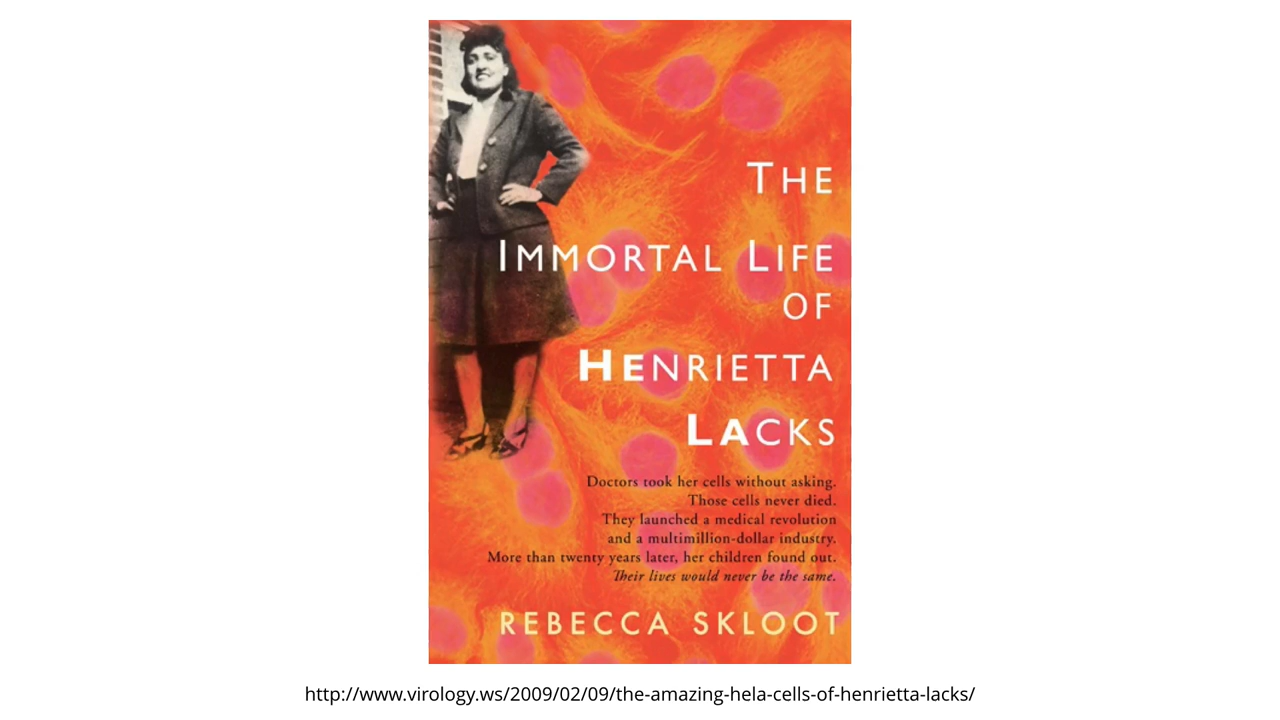 THE
IMMORTAL LIFE
OF
HENRIETTA
LACKS
Doctors took her cells without asking.
Those cells never died.
They launched a medical revolution
and a multimillion-dollar industry.
More than twenty years later, her children found out.
Their lives would never be the same.
REBECCA SKLOOT
http://www.virology.ws/2009/02/09/the-amazing-hela-cells-of-henrietta-lacks/